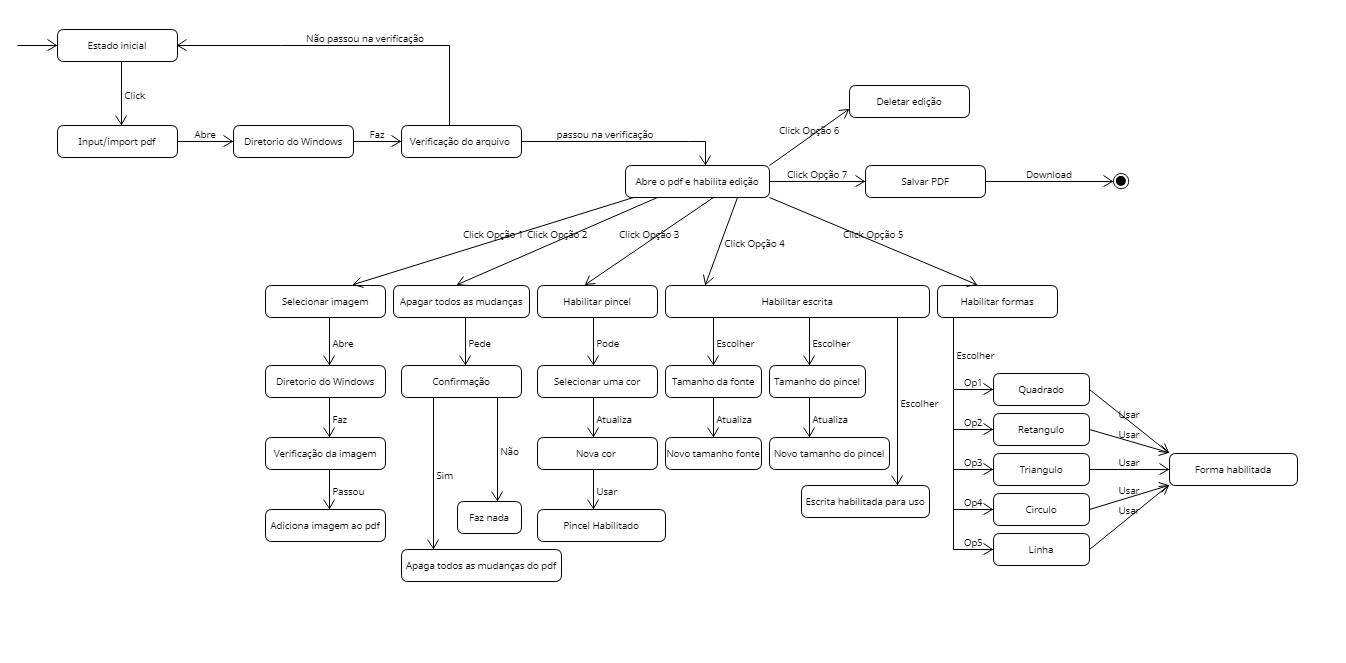 Estado inicial
Não passou na verificação
Click
Input/import pdf
Abre
Diretorio do Windows
Faz
Verificação do arquivo
passou na verificação
Deletar edição
Click Opção 6
Abre o pdf e habilita edição
Click Opção 7
Salvar PDF
Download
Click Opção 1
Click Opção 2
Click Opção 3
Click Opção 4
Click Opção 5
Selecionar imagem
Apagar todos as mudanças
Habilitar pincel
Habilitar escrita
Habilitar formas
Abre
Pede
Pode
Escolher
Escolher
Escolher
Diretorio do Windows
Confirmação
Selecionar uma cor
Tamanho da fonte
Tamanho do pincel
Escolher
Op1
Quadrado
Usar
Faz
Atualiza
Atualiza
Atualiza
Op2
Retangulo
Usar
Verificação da imagem
Não
Nova cor
Novo tamanho fonte
Novo tamanho do pincel
Op3
Triangulo
Usar
Forma habilitada
Passou
Sim
Usar
Escrita habilitada para uso
Op4
Circulo
Usar
Adiciona imagem ao pdf
Faz nada
Pincel Habilitado
Op5
Linha
Usar
Apaga todos as mudanças do pdf